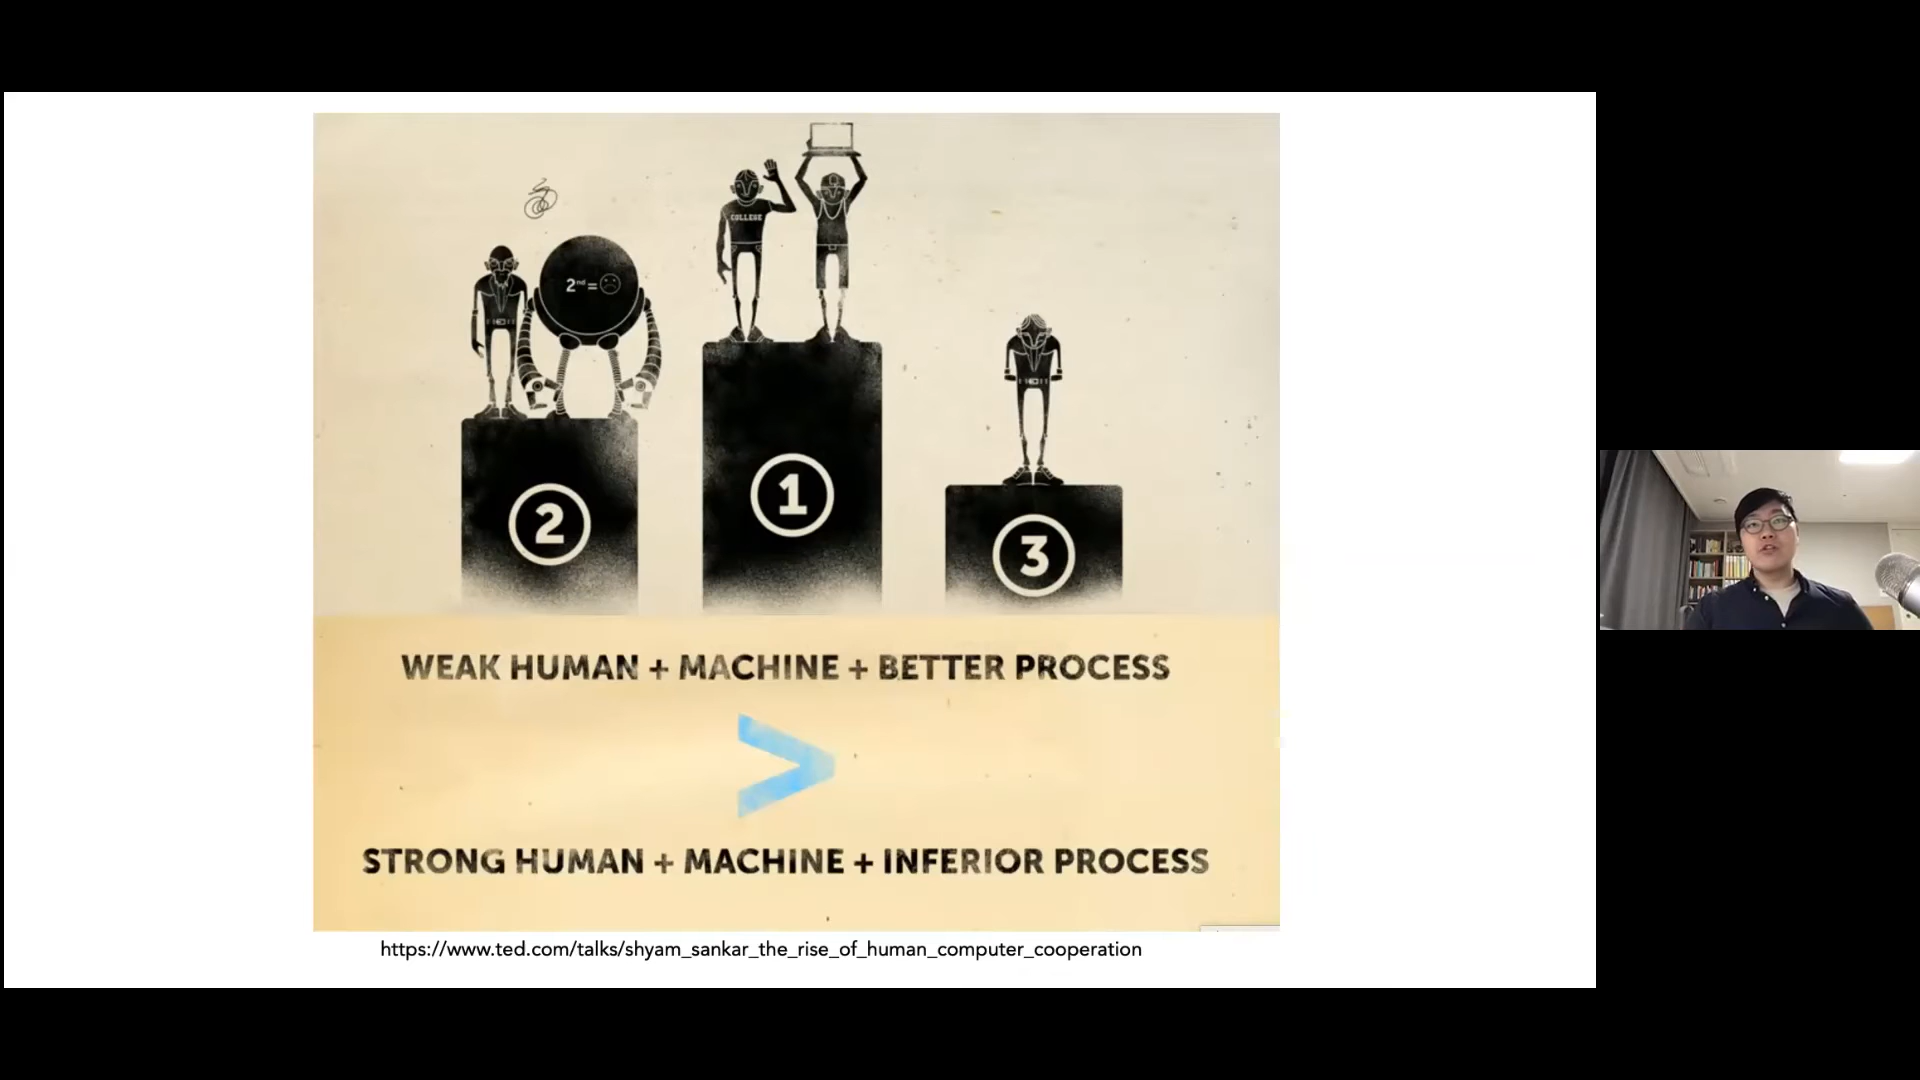 COLLEGE
2nd =
2
1
3
WEAK HUMAN + MACHINE + BETTER PROCESS
>
STRONG HUMAN + MACHINE + INFERIOR PROCESS
https://www.ted.com/talks/shyam_sankar_the_rise_of_human_computer_cooperation